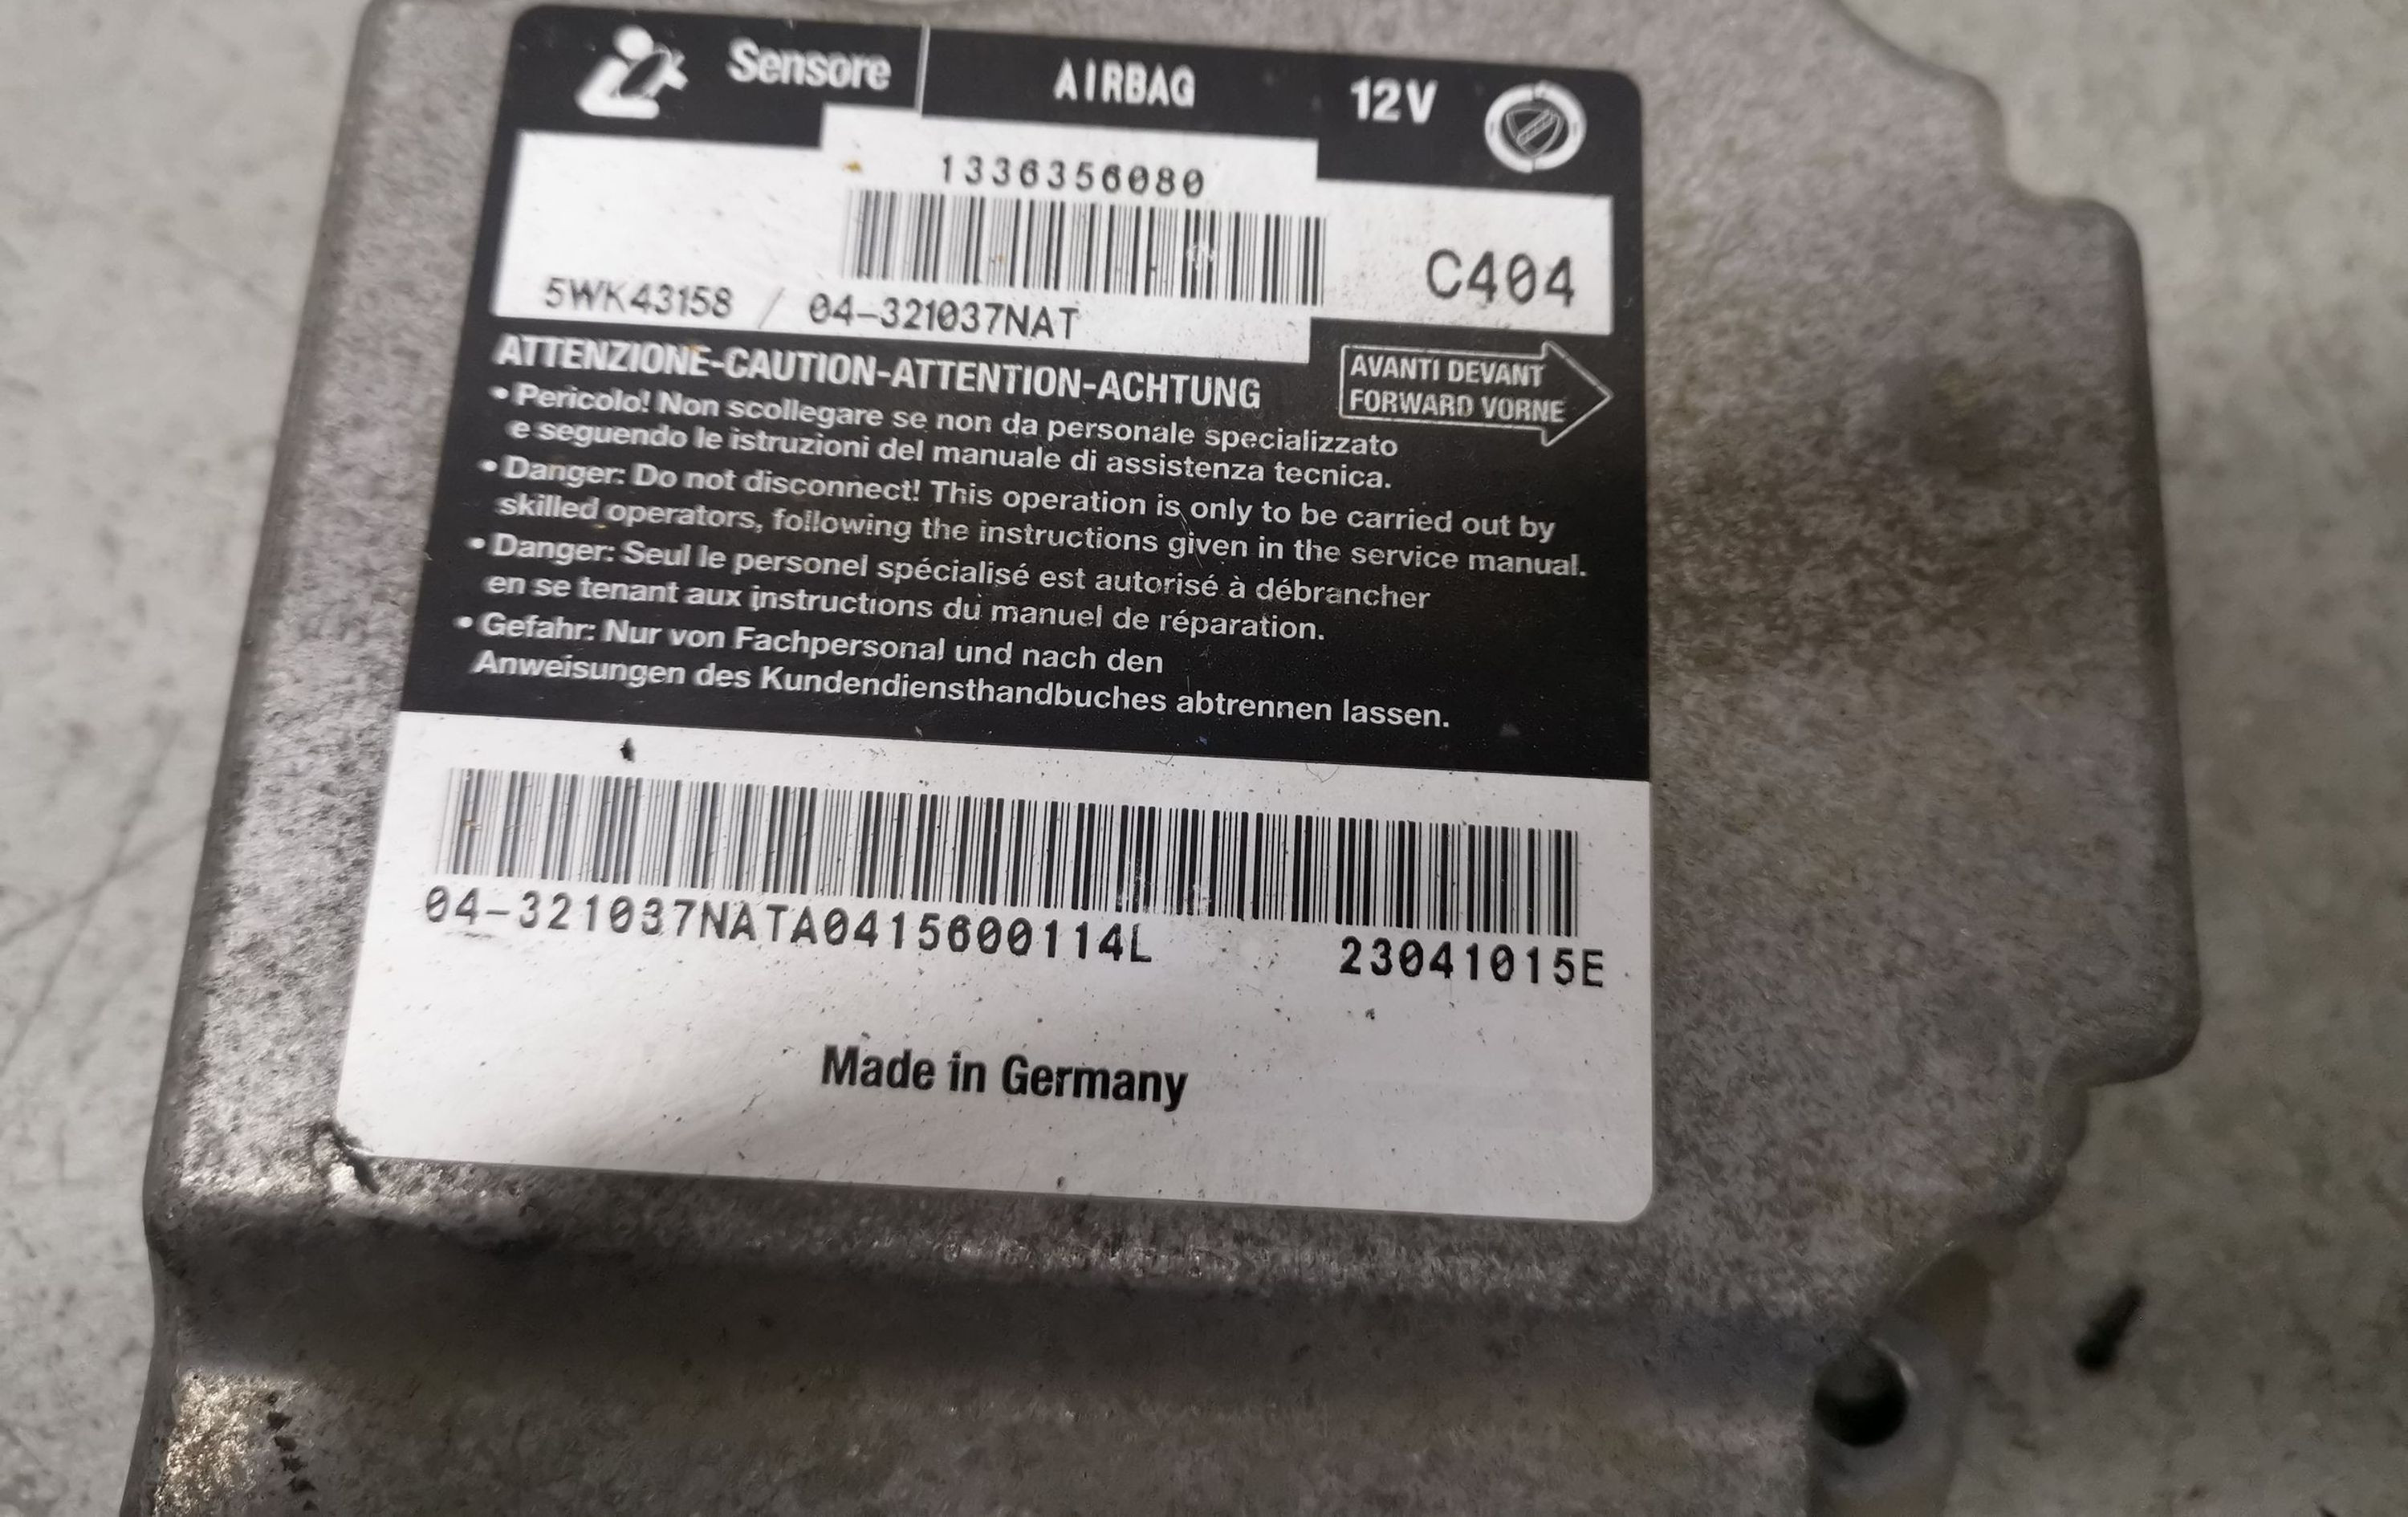 Sensore AIRBAG 12V
1336356080
C404
5WK43158 / 04-321037NAT
ATTENZIONE-CAUTION-ATTENTION-ACHTUNG
AVANTI DEVANT
FORWARD VORNE
• Pericolo! Non scollegare se non da personale specializzato
e seguendo le istruzioni del manuale di assistenza tecnica.
• Danger: Do not disconnect! This operation is only to be carried out by
skilled operators, following the instructions given in the service manual.
• Danger: Seul le personel spécialisé est autorisé à débrancher
en se tenant aux instructions du manuel de réparation.
• Gefahr: Nur von Fachpersonal und nach den
Anweisungen des Kundendiensthandbuches abtrennen lassen.
04-321037NATA0415600114L 23041015E
Made in Germany